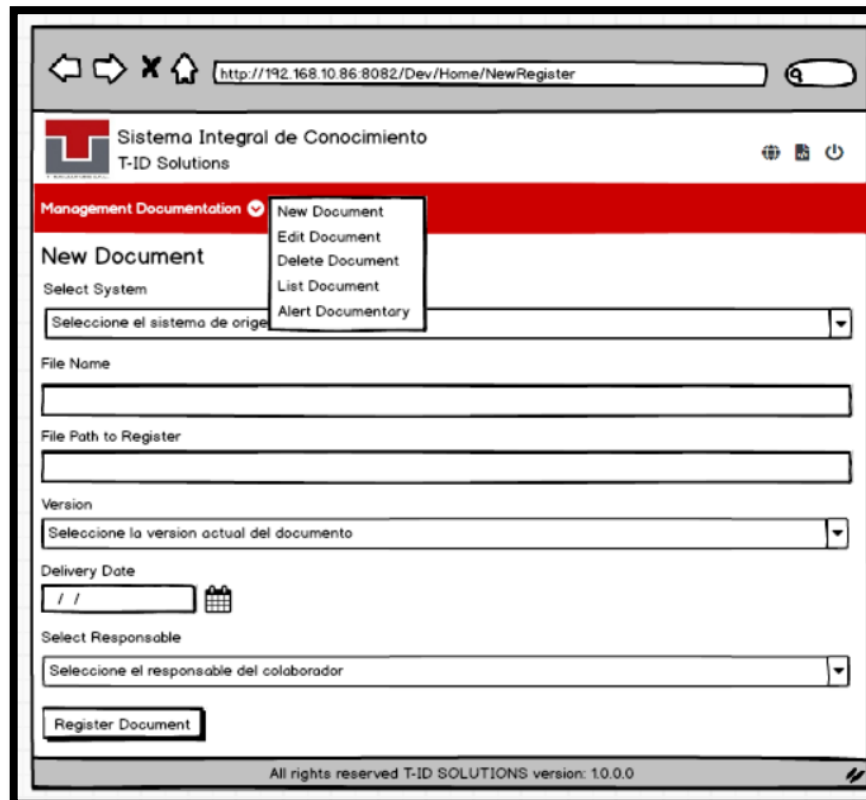 http://192.168.10.86:8082/Dev/Home/NewRegister
Sistema Integral de Conocimiento
T-ID Solutions
Management Documentation
New Document
Edit Document
Delete Document
List Document
Alert Documentary
New Document
Select System
Seleccione el sistema de orige
File Name
File Path to Register
Version
Seleccione la version actual del documento
Delivery Date
/ /
Select Responsable
Seleccione el responsable del colaborador
Register Document
All rights reserved T-ID SOLUTIONS version: 1.0.0.0